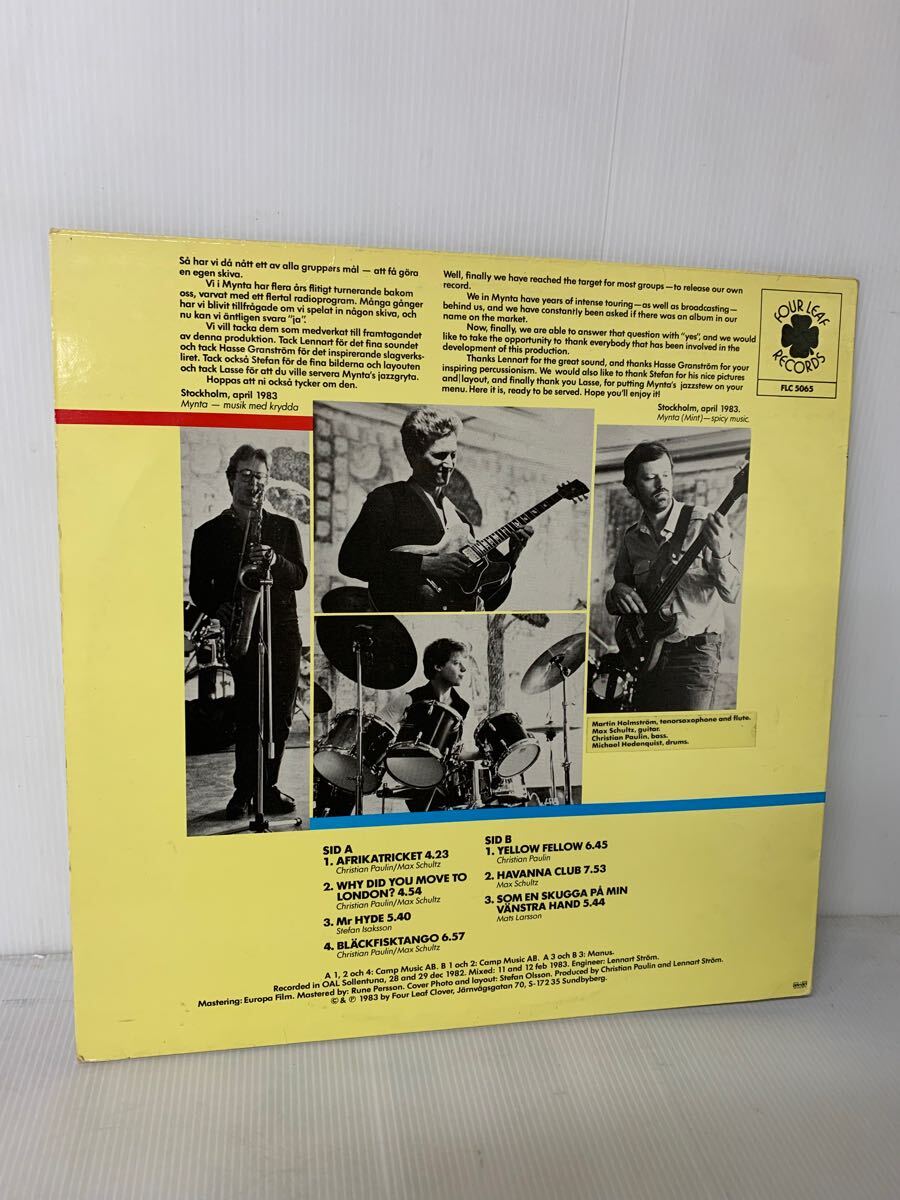 Så har vi då nått ett av alla gruppers mål — att få göra
en egen skiva.
Vi i Mynta har flera års flitigt turnerande bakom
oss, varvat med ett flertal radioprogram. Många gånger
har vi blivit tillfrågade om vi spelat in någon skiva, och
nu kan vi äntligen svara "ja".
Vi vill tacka dem som medverkat till framtagandet
av denna produktion. Tack Lennart för det fina soundet
och tack Hasse Granström för det inspirerande slagverks-
liret. Tack också Stefan för de fina bilderna och layouten
och tack Lasse för att du ville servera Mynta's jazzgryta.
Hoppas att ni också tycker om den.
Stockholm, april 1983
Mynta — musik med krydda
Well, finally we have reached the target for most groups—to release our own
record.
We in Mynta have years of intense touring—as well as broadcasting—
behind us, and we have constantly been asked if there was an album in our
name on the market.
Now, finally, we are able to answer that question with "yes", and we would
like to take the opportunity to thank everybody that has been involved in the
development of this production.
Thanks Lennart for the great sound, and thanks Hasse Granström for your
inspiring percussionism. We would also like to thank Stefan for his nice pictures
and layout, and finally thank you Lasse, for putting Mynta's jazzstew on your
menu. Here it is, ready to be served. Hope you'll enjoy it!
Stockholm, april 1983.
Mynta (Mint)—spicy music.
FOUR LEAF
RECORDS
FLC 5065
Martin Holmström, tenorsaxophone and flute.
Max Schultz, guitar.
Christian Paulin, bass.
Michael Hedenquist, drums.
SID A
1. AFRIKATRICKET 4.23
Christian Paulin/Max Schultz
2. WHY DID YOU MOVE TO
LONDON? 4.54
Christian Paulin/Max Schultz
3. Mr HYDE 5.40
Stefan Isaksson
4. BLÄCKFISKTANGO 6.57
Christian Paulin/Max Schultz
SID B
1. YELLOW FELLOW 6.45
Christian Paulin
2. HAVANNA CLUB 7.53
Max Schultz
3. SOM EN SKUGGA PÅ MIN
VÄNSTRA HAND 5.44
Mats Larsson
A 1, 2 och 4: Camp Music AB. B 1 och 2: Camp Music AB. A 3 och B 3: Manus.
Recorded in OAL Sollentuna, 28 and 29 dec 1982. Mixed: 11 and 12 feb 1983. Engineer: Lennart Ström.
Mastering: Europa Film. Mastered by: Rune Persson. Cover Photo and layout: Stefan Olsson. Produced by Christian Paulin and Lennart Ström.
© & ℗ 1983 by Four Leaf Clover, Järnvägsgatan 70, S-172 35 Sundbyberg.